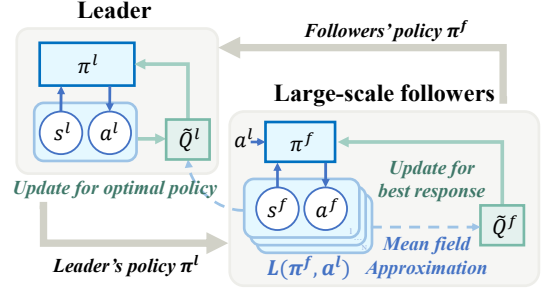 Leader
Followers' policy π^f
π^l
s^l a^l Q̃^l
Large-scale followers
a^l π^f
Update for optimal policy
Update for
best response
s^f a^f Q̃^f
Mean field
Approximation
L(π^f, a^l)
Leader's policy π^l